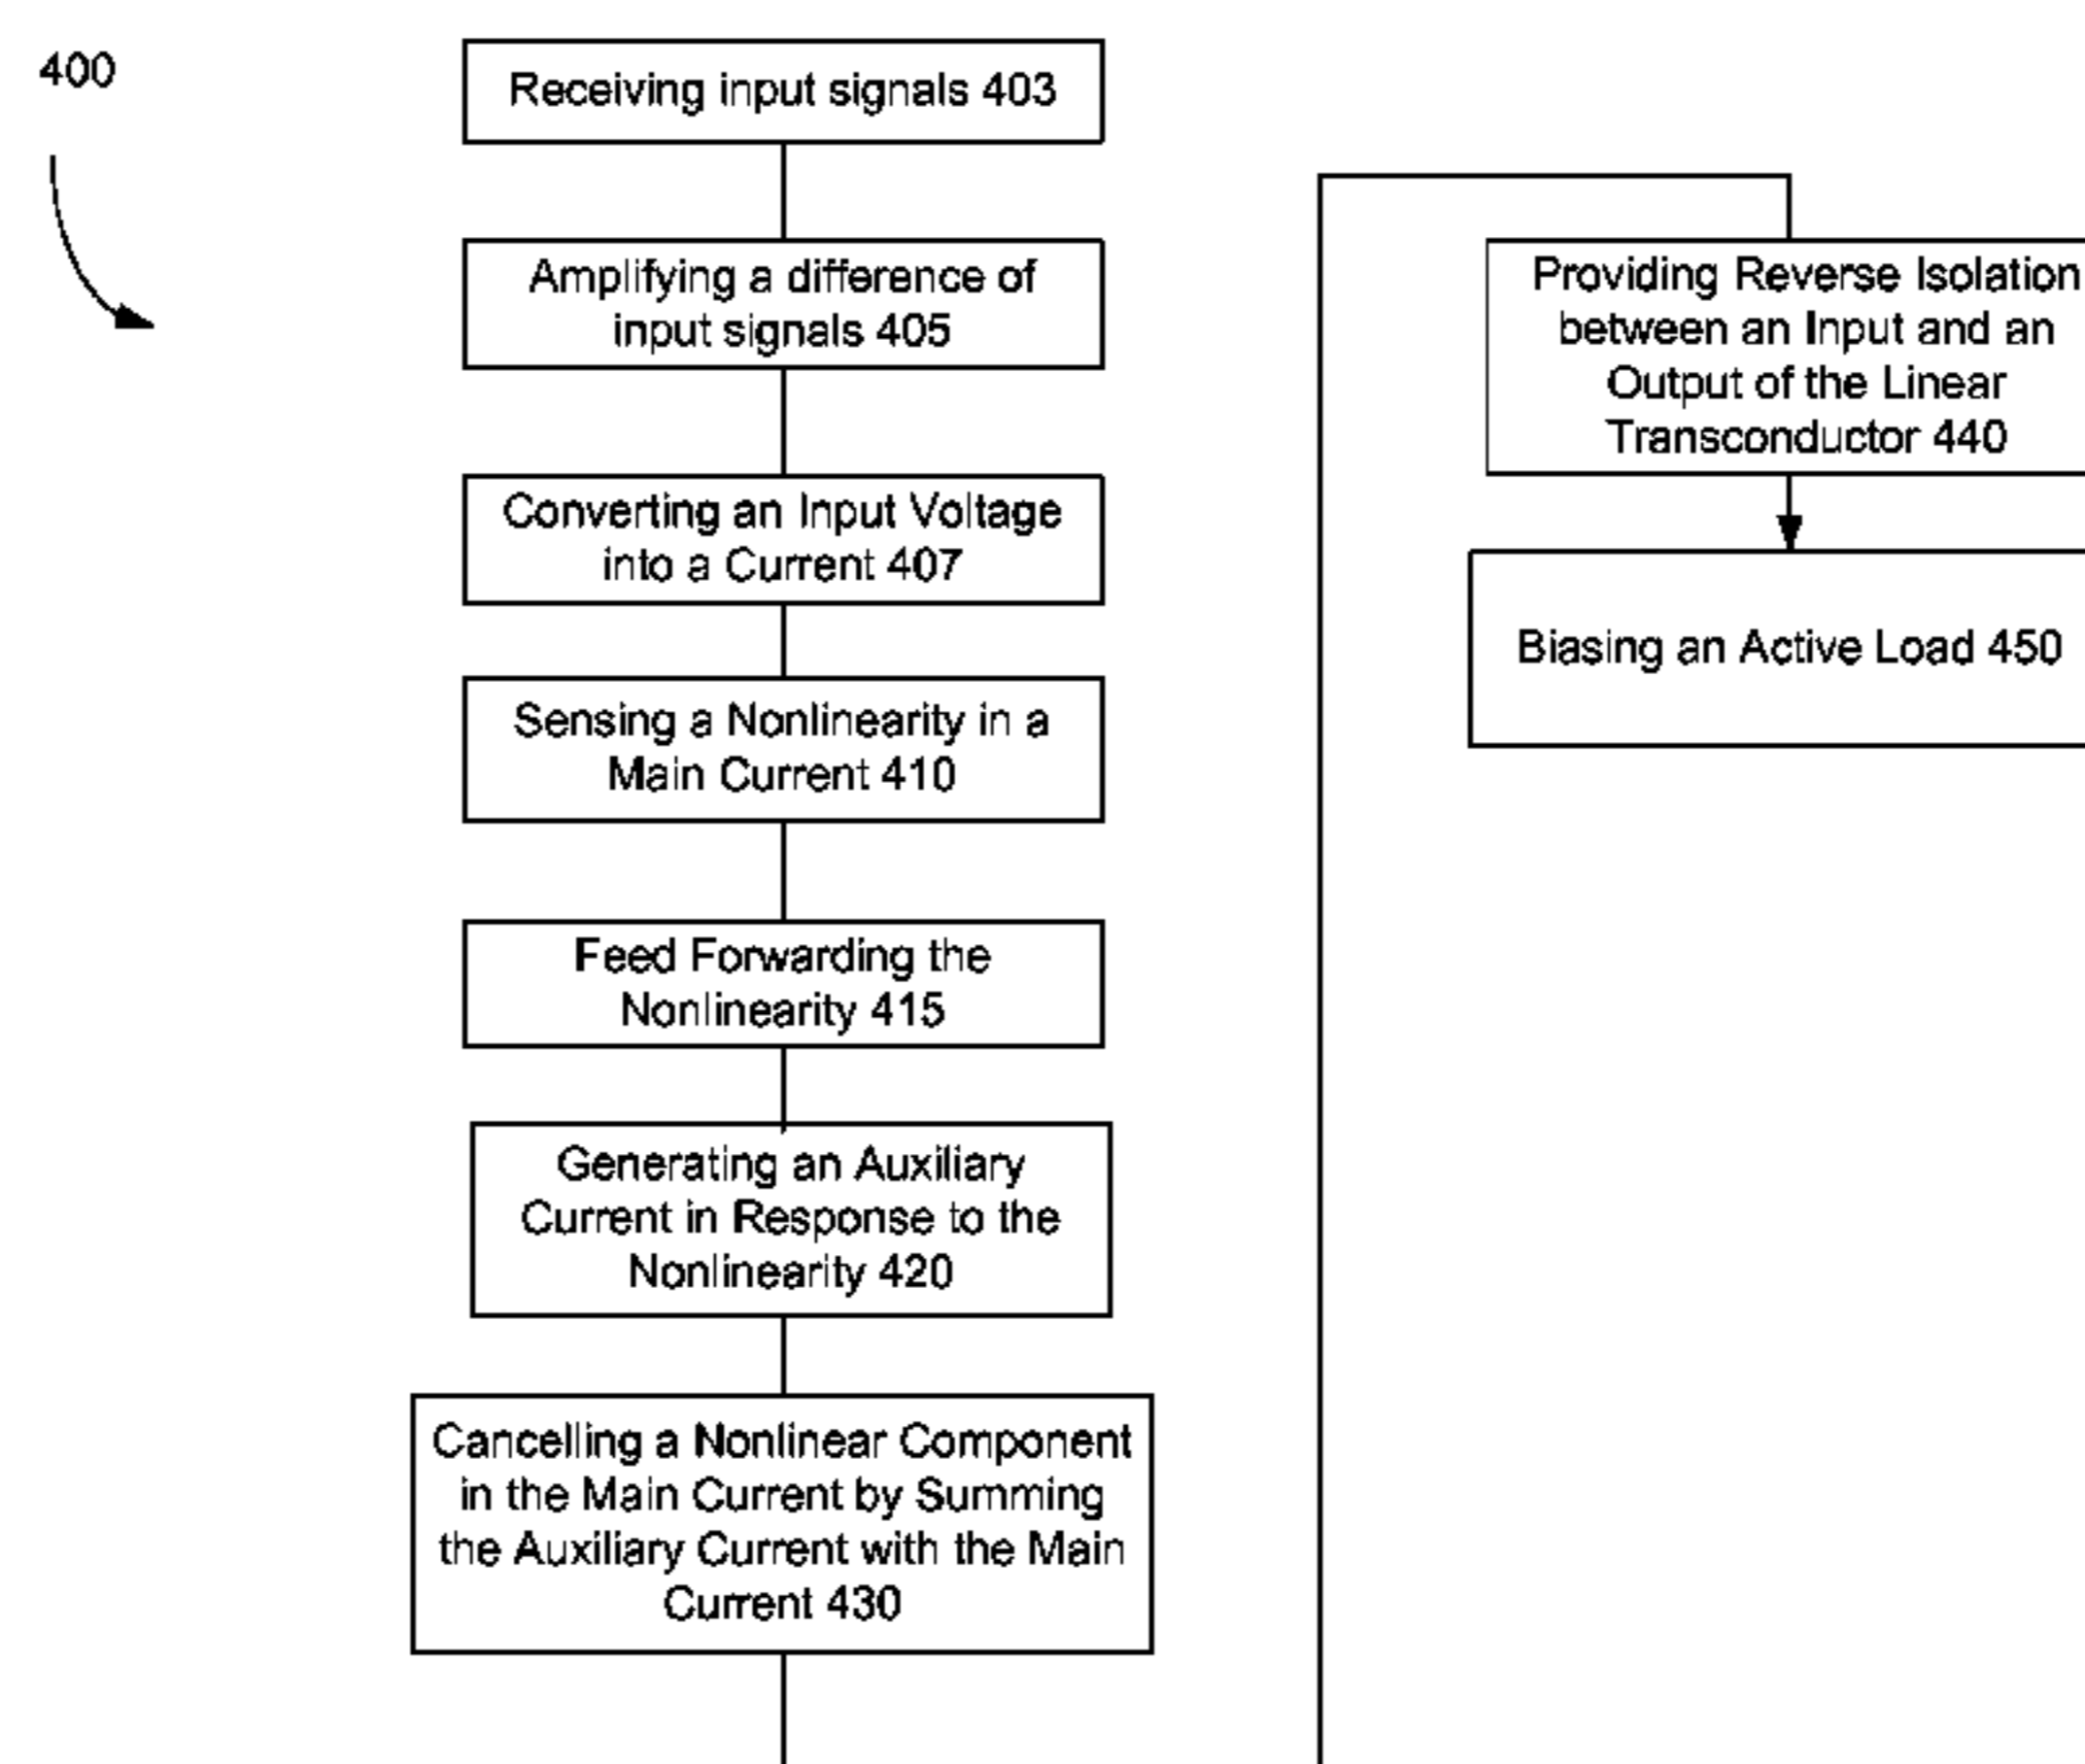 400
Receiving input signals 403
Amplifying a difference of
input signals 405
Converting an Input Voltage
into a Current 407
Sensing a Nonlinearity in a
Main Current 410
Feed Forwarding the
Nonlinearity 415
Generating an Auxiliary
Current in Response to the
Nonlinearity 420
Cancelling a Nonlinear Component
in the Main Current by Summing
the Auxiliary Current with the Main
Current 430
Providing Reverse Isolation
between an Input and an
Output of the Linear
Transconductor 440
Biasing an Active Load 450